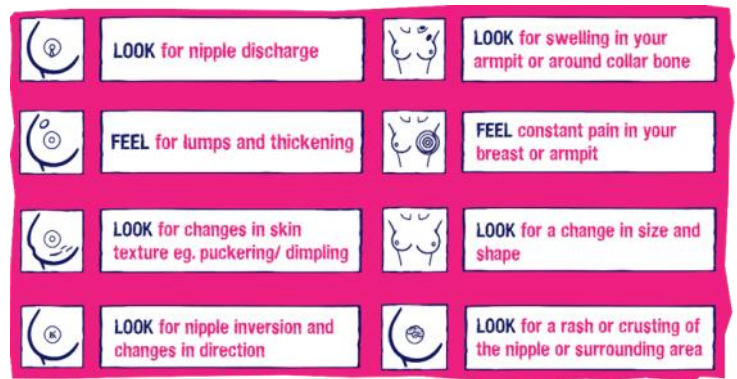 LOOK for nipple discharge
FEEL for lumps and thickening
LOOK for changes in skin
texture eg. puckering/ dimpling
LOOK for nipple inversion and
changes in direction
LOOK for swelling in your
armpit or around collar bone
FEEL constant pain in your
breast or armpit
LOOK for a change in size and
shape
LOOK for a rash or crusting of
the nipple or surrounding area